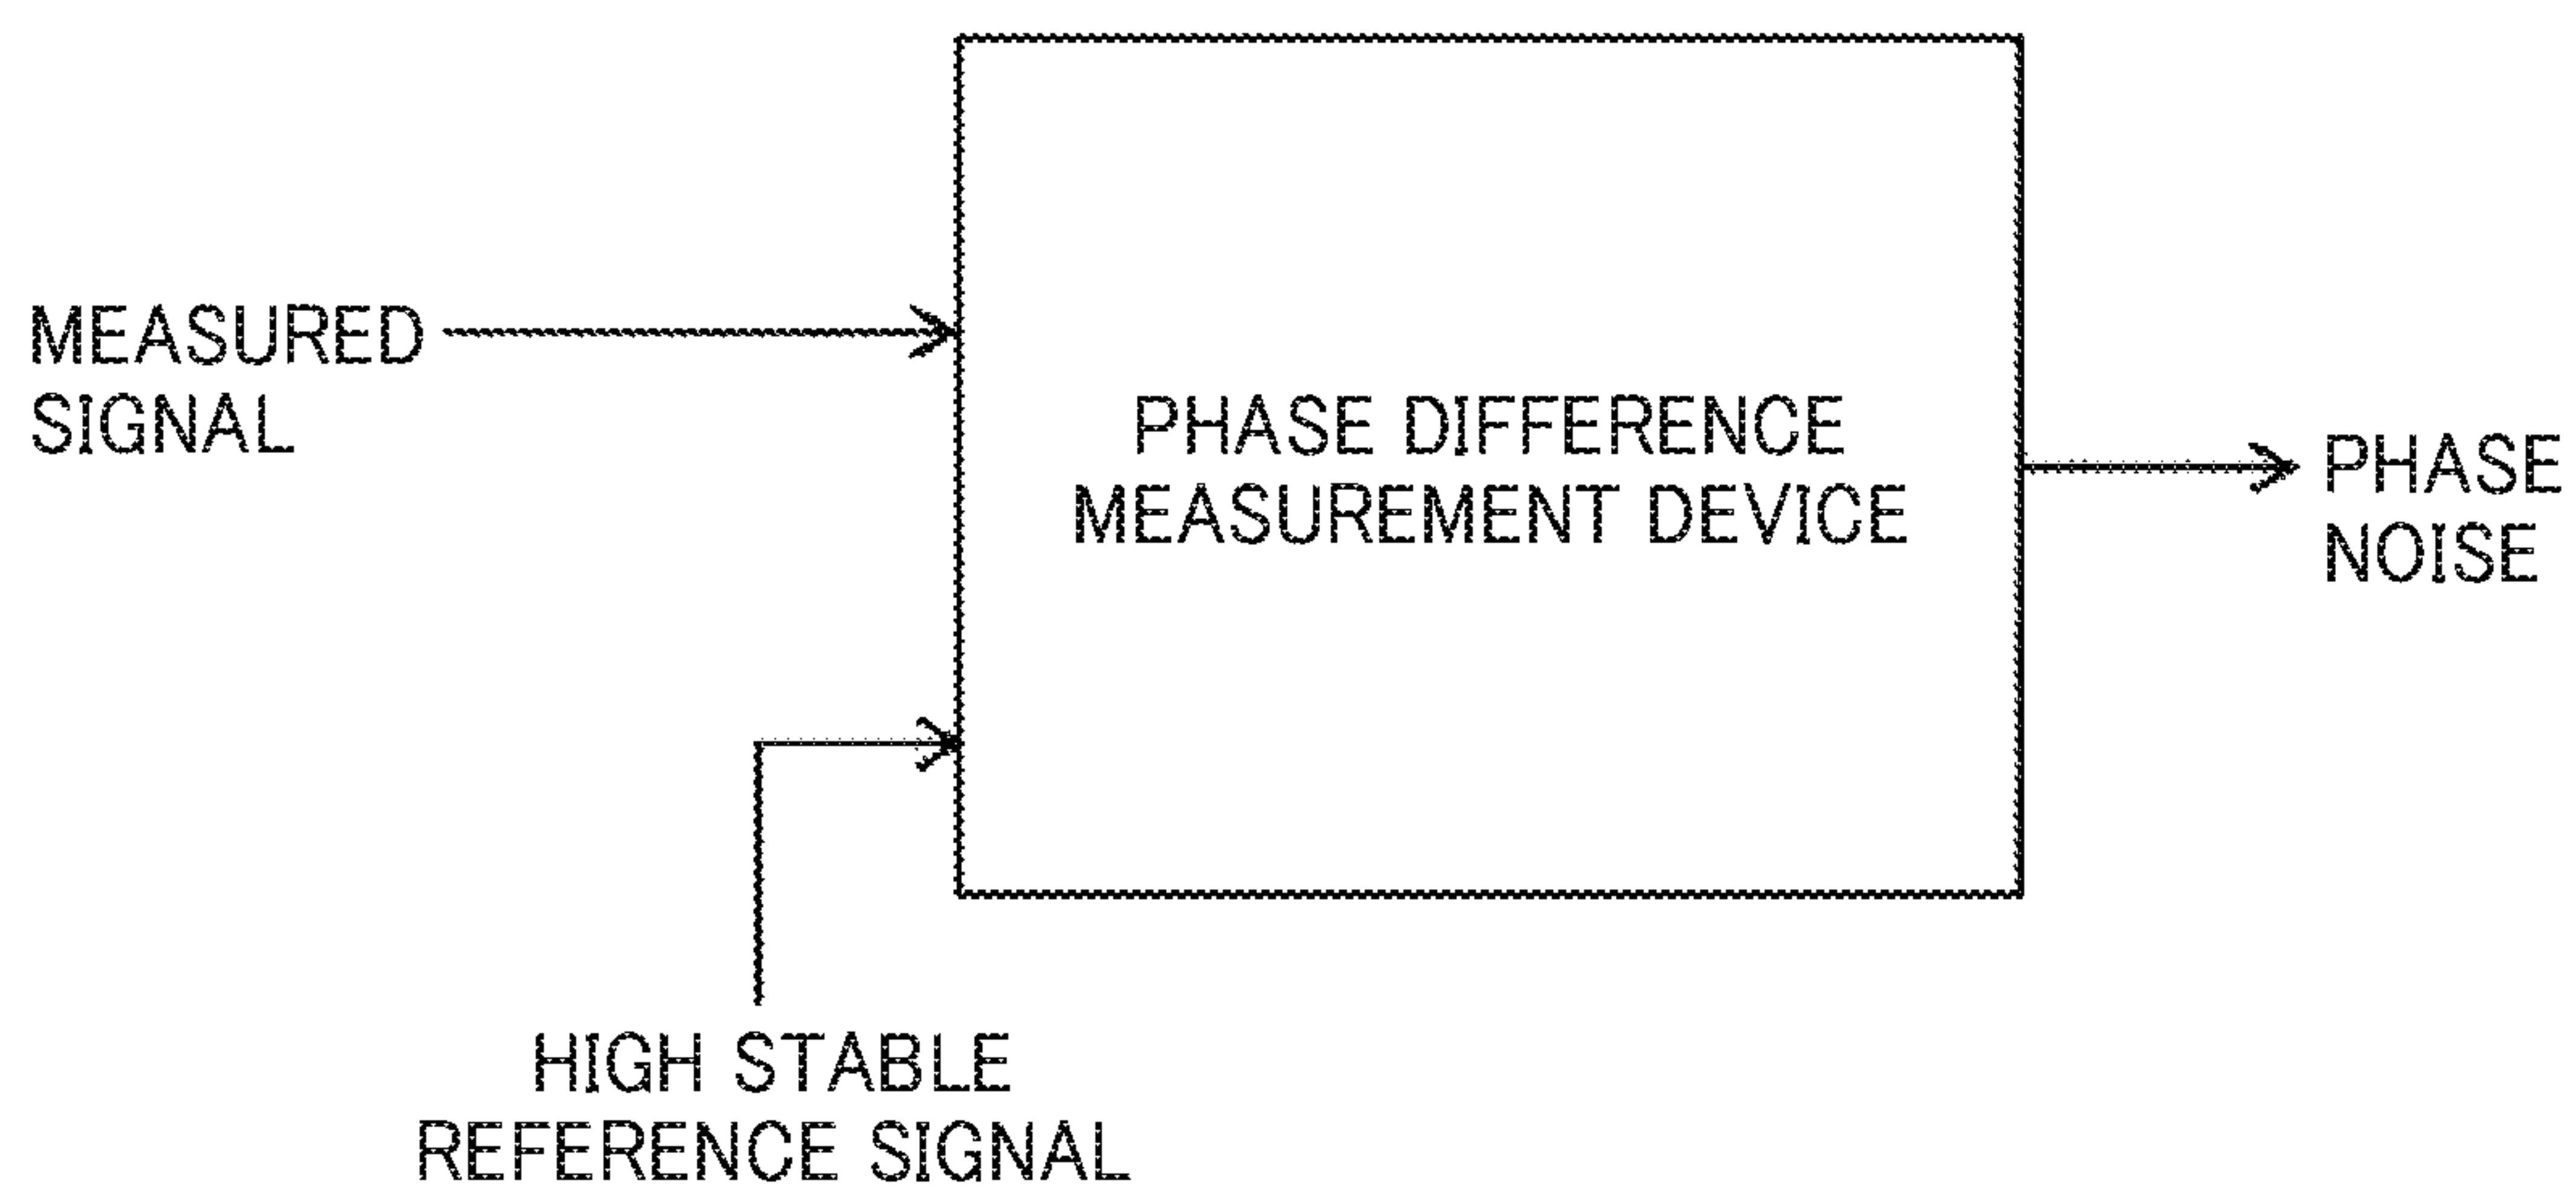 MEASURED
SIGNAL
PHASE DIFFERENCE
MEASUREMENT DEVICE
PHASE
NOISE
HIGH STABLE
REFERENCE SIGNAL